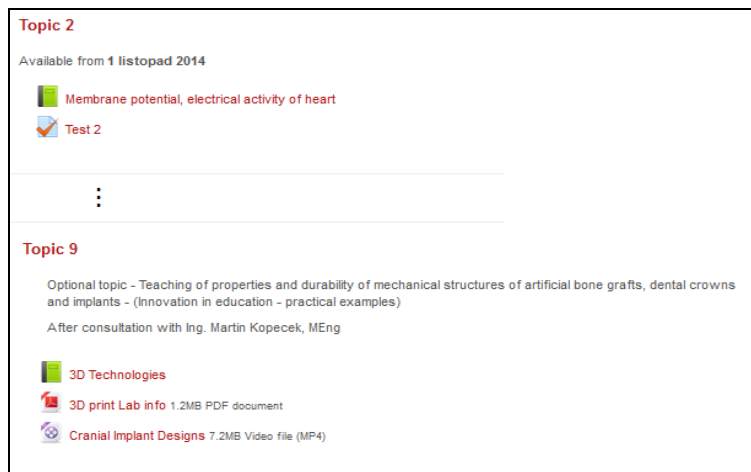 Topic 2
Available from 1 listopad 2014
Membrane potential, electrical activity of heart
Test 2
⋮
Topic 9
Optional topic - Teaching of properties and durability of mechanical structures of artificial bone grafts, dental crowns
and implants - (Innovation in education - practical examples)
After consultation with Ing. Martin Kopecek, MEng
3D Technologies
3D print Lab info 1.2MB PDF document
Cranial Implant Designs 7.2MB Video file (MP4)